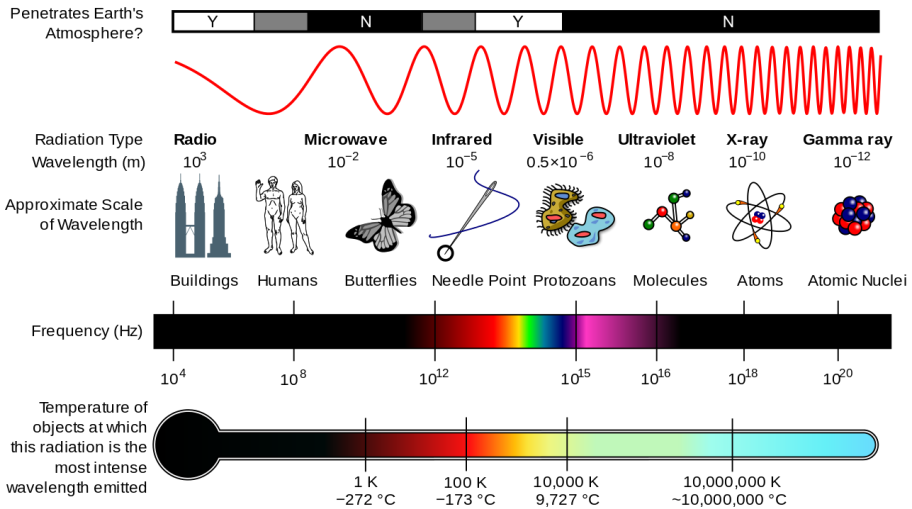 Penetrates Earth's
Atmosphere?
Y N Y N
Radiation Type
Radio Microwave Infrared Visible Ultraviolet X-ray Gamma ray
Wavelength (m)
10³ 10⁻² 10⁻⁵ 0.5×10⁻⁶ 10⁻⁸ 10⁻¹⁰ 10⁻¹²
Approximate Scale
of Wavelength
Buildings Humans Butterflies Needle Point Protozoans Molecules Atoms Atomic Nuclei
Frequency (Hz)
10⁴ 10⁸ 10¹² 10¹⁵ 10¹⁶ 10¹⁸ 10²⁰
Temperature of
objects at which
this radiation is the
most intense
wavelength emitted
1 K 100 K 10,000 K 10,000,000 K
−272 °C −173 °C 9,727 °C ~10,000,000 °C